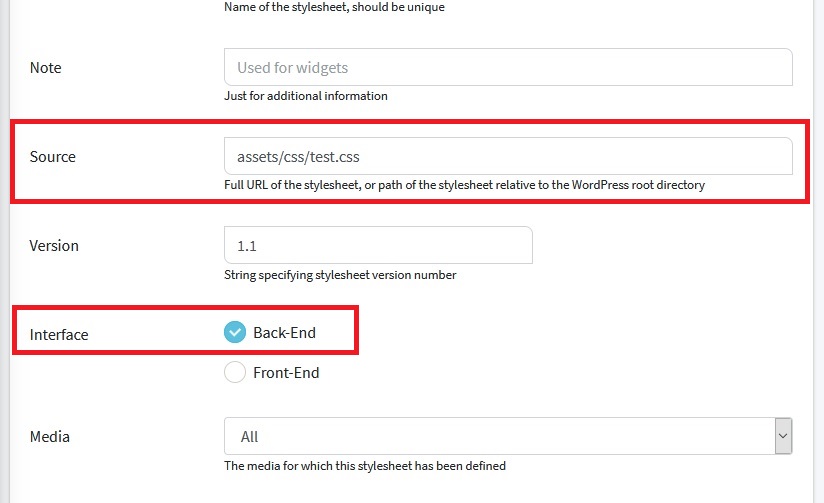 Name of the stylesheet, should be unique
Note
Used for widgets
Just for additional information
Source
assets/css/test.css
Full URL of the stylesheet, or path of the stylesheet relative to the WordPress root directory
Version
1.1
String specifying stylesheet version number
Interface
Back-End
Front-End
Media
All
The media for which this stylesheet has been defined